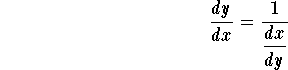 dy/dx = 1/(dx/dy)